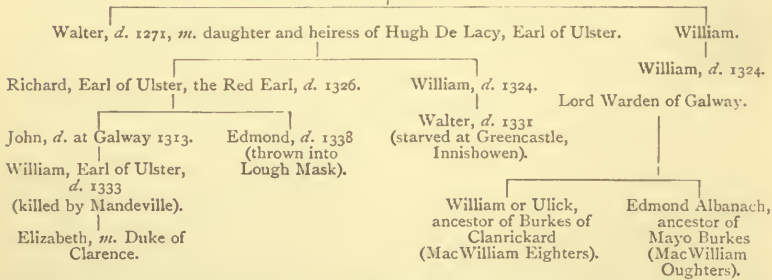 Walter, d. 1271, m. daughter and heiress of Hugh De Lacy, Earl of Ulster. William.
William, d. 1324.
Richard, Earl of Ulster, the Red Earl, d. 1326. William, d. 1324.
Lord Warden of Galway.
John, d. at Galway 1313. Edmond, d. 1338 Walter, d. 1331
(thrown into (starved at Greencastle,
William, Earl of Ulster, Lough Mask). Innishowen).
d. 1333
(killed by Mandeville).
William or Ulick, Edmond Albanach,
ancestor of Burkes of ancestor of
Elizabeth, m. Duke of Clanrickard Mayo Burkes
Clarence. (MacWilliam Eighters). (MacWilliam
Oughters).